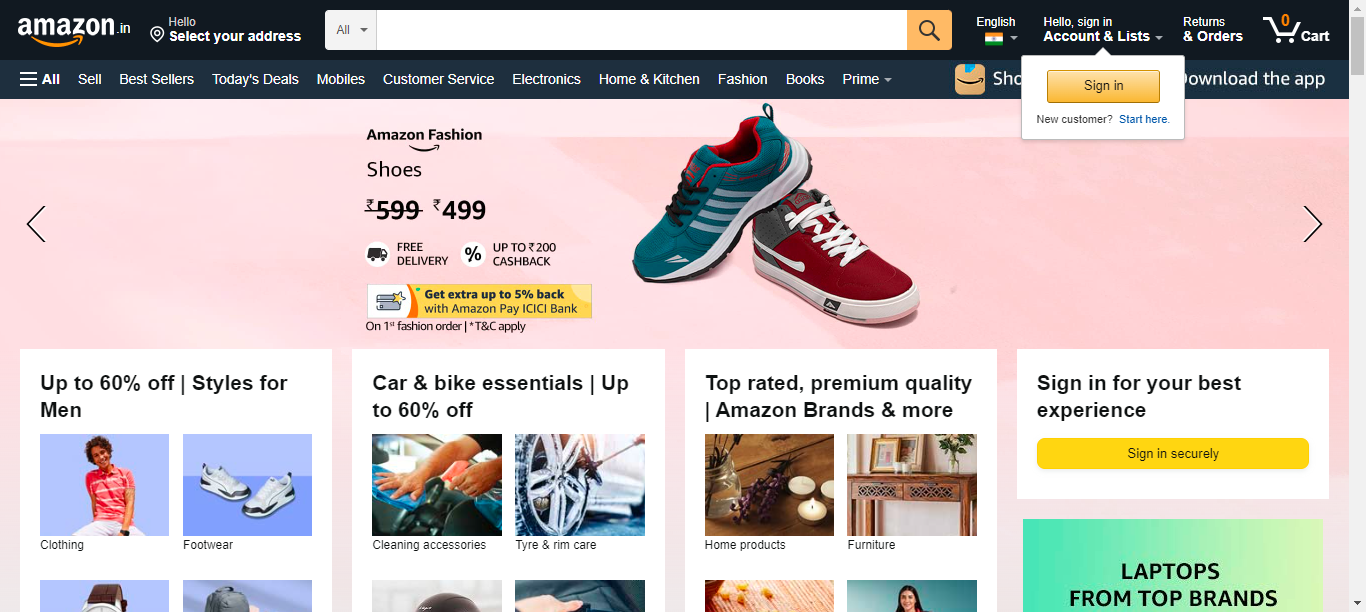 amazon.in
Hello
Select your address
All
English
Hello, sign in
Account & Lists
Returns
& Orders
0
Cart
All
Sell
Best Sellers
Today's Deals
Mobiles
Customer Service
Electronics
Home & Kitchen
Fashion
Books
Prime
Sho
Download the app
Sign in
New customer? Start here.
Amazon Fashion
Shoes
₹599 ₹499
FREE
DELIVERY
%
UP TO ₹200
CASHBACK
Get extra up to 5% back
with Amazon Pay ICICI Bank
On 1st fashion order | *T&C apply
Up to 60% off | Styles for
Men
Clothing
Footwear
Car & bike essentials | Up
to 60% off
Cleaning accessories
Tyre & rim care
Top rated, premium quality
| Amazon Brands & more
Home products
Furniture
Sign in for your best
experience
Sign in securely
LAPTOPS
FROM TOP BRANDS